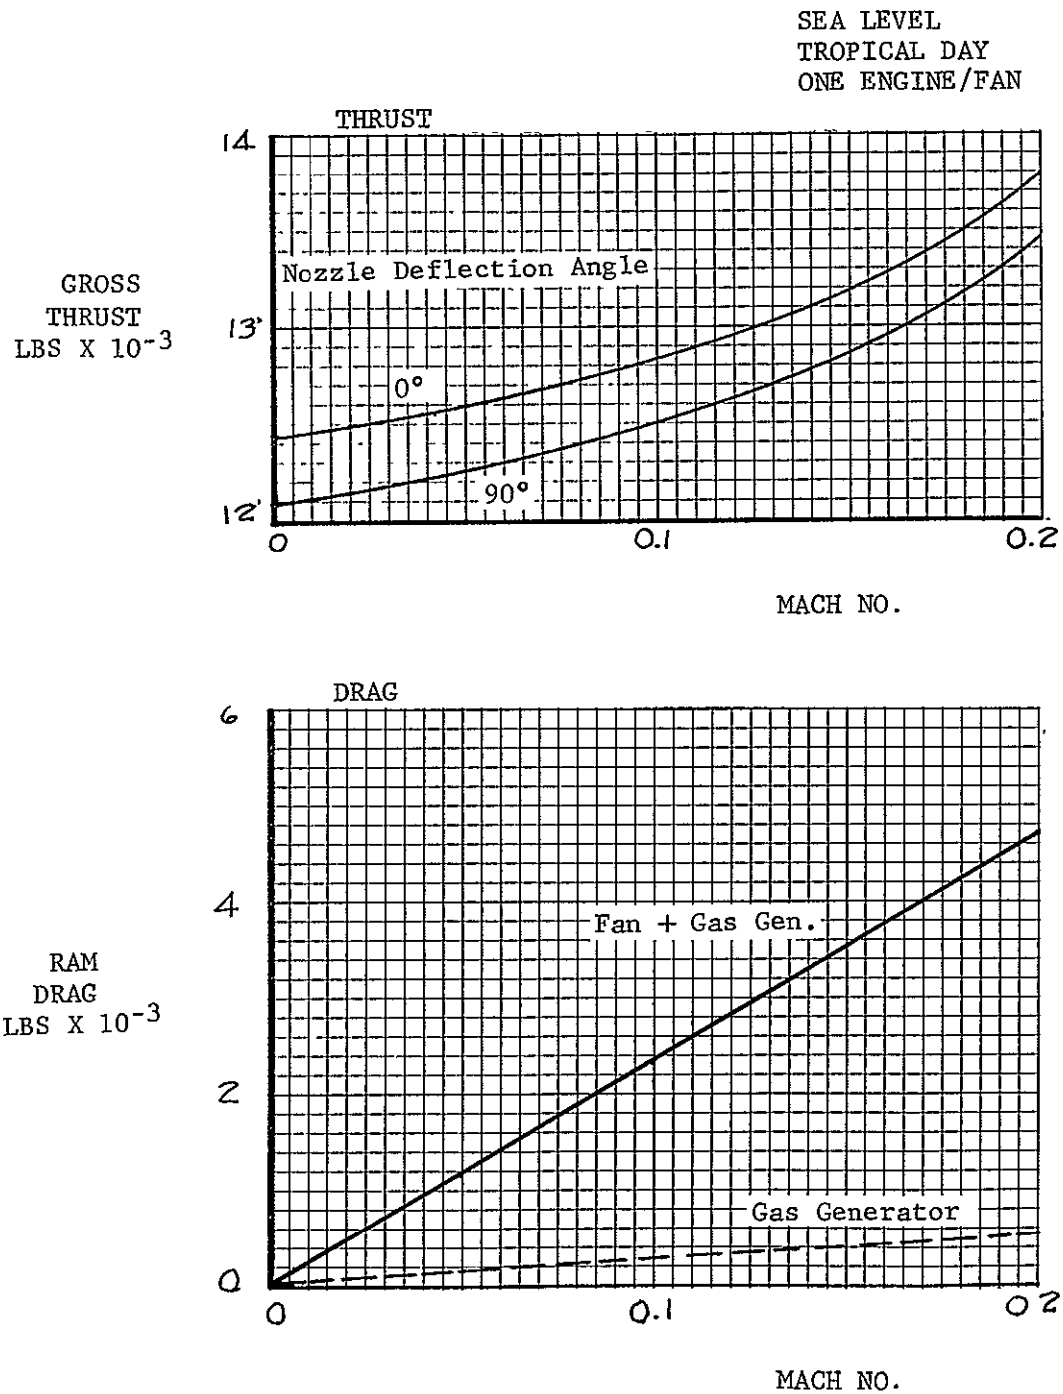 SEA LEVEL
TROPICAL DAY
ONE ENGINE/FAN
THRUST
14
GROSS
THRUST
LBS X 10-3
Nozzle Deflection Angle
13
0°
90°
12
0
0.1
0.2
MACH NO.
DRAG
6
4
Fan + Gas Gen.
RAM
DRAG
LBS X 10-3
2
Gas Generator
0
0
0.1
0 2
MACH NO.